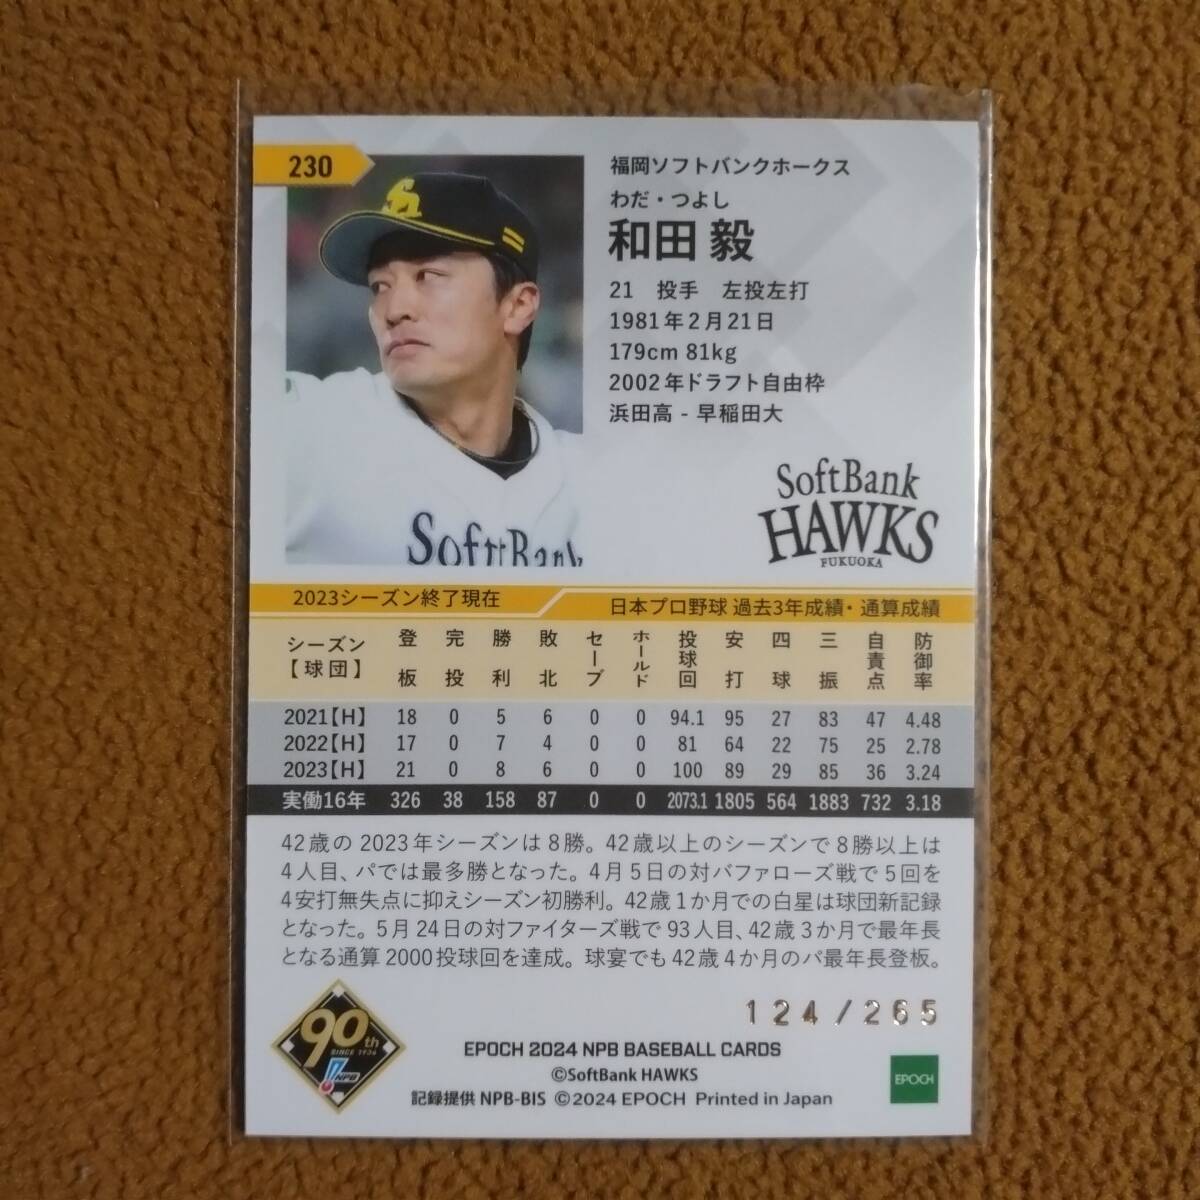 230
福岡ソフトバンクホークス
わだ・つよし
和田 毅
21 投手 左投左打
1981年2月21日
179cm 81kg
2002年ドラフト自由枠
浜田高 - 早稲田大
SoftBank
HAWKS
FUKUOKA
SoftBank
2023シーズン終了現在
日本プロ野球 過去3年成績・通算成績
シーズン【球団】 登板 完投 勝利 敗北 セーブ ホールド 投球回 安打 四球 三振 自責点 防御率
2021【H】 18 0 5 6 0 0 94.1 95 27 83 47 4.48
2022【H】 17 0 7 4 0 0 81 64 22 75 25 2.78
2023【H】 21 0 8 6 0 0 100 89 29 85 36 3.24
実働16年 326 38 158 87 0 0 2073.1 1805 564 1883 732 3.18
42歳の2023年シーズンは8勝。42歳以上のシーズンで8勝以上は
4人目、パでは最多勝となった。4月5日の対バファローズ戦で5回を
4安打無失点に抑えシーズン初勝利。42歳1か月での白星は球団新記録
となった。5月24日の対ファイターズ戦で93人目、42歳3か月で最年長
となる通算2000投球回を達成。球宴でも42歳4か月のパ最年長登板。
124/265
90th
SINCE 1936
NPB
EPOCH 2024 NPB BASEBALL CARDS
©SoftBank HAWKS
記録提供 NPB-BIS ©2024 EPOCH Printed in Japan
EPOCH